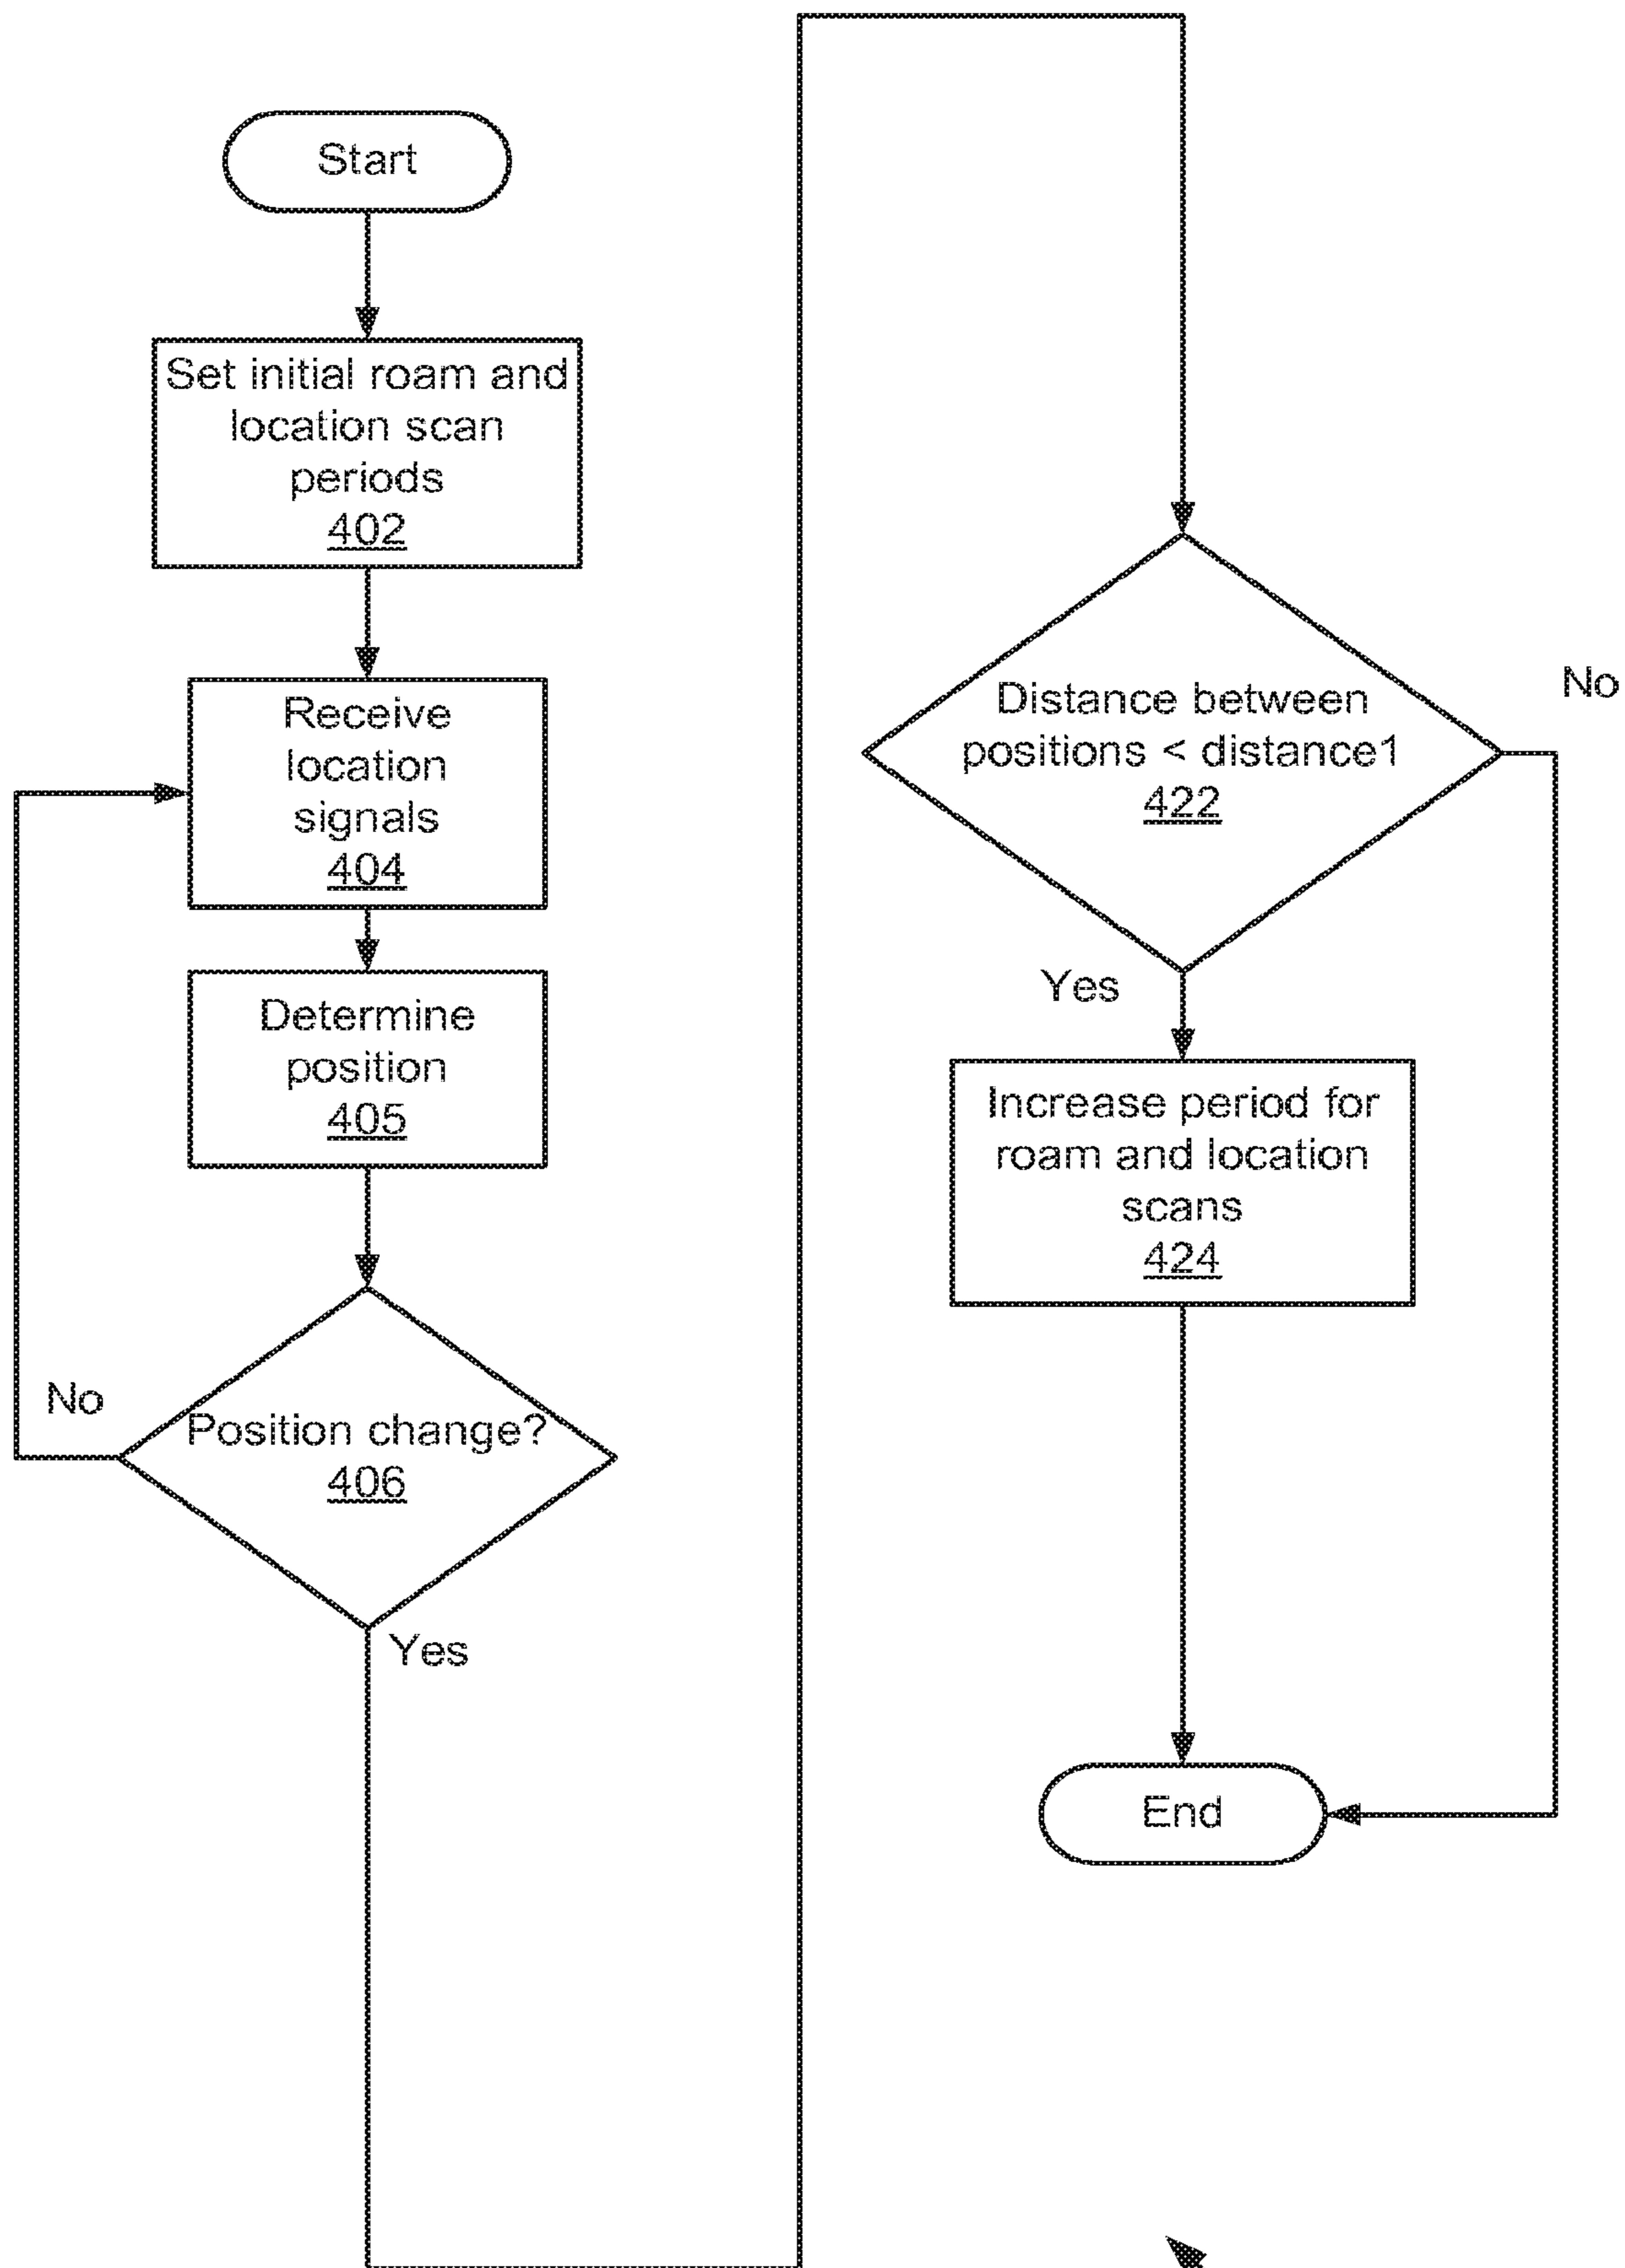 Start
Set initial roam and
location scan
periods
402
Receive
location
signals
404
Determine
position
405
Position change?
406
No
Yes
Distance between
positions < distance1
422
No
Yes
Increase period for
roam and location
scans
424
End